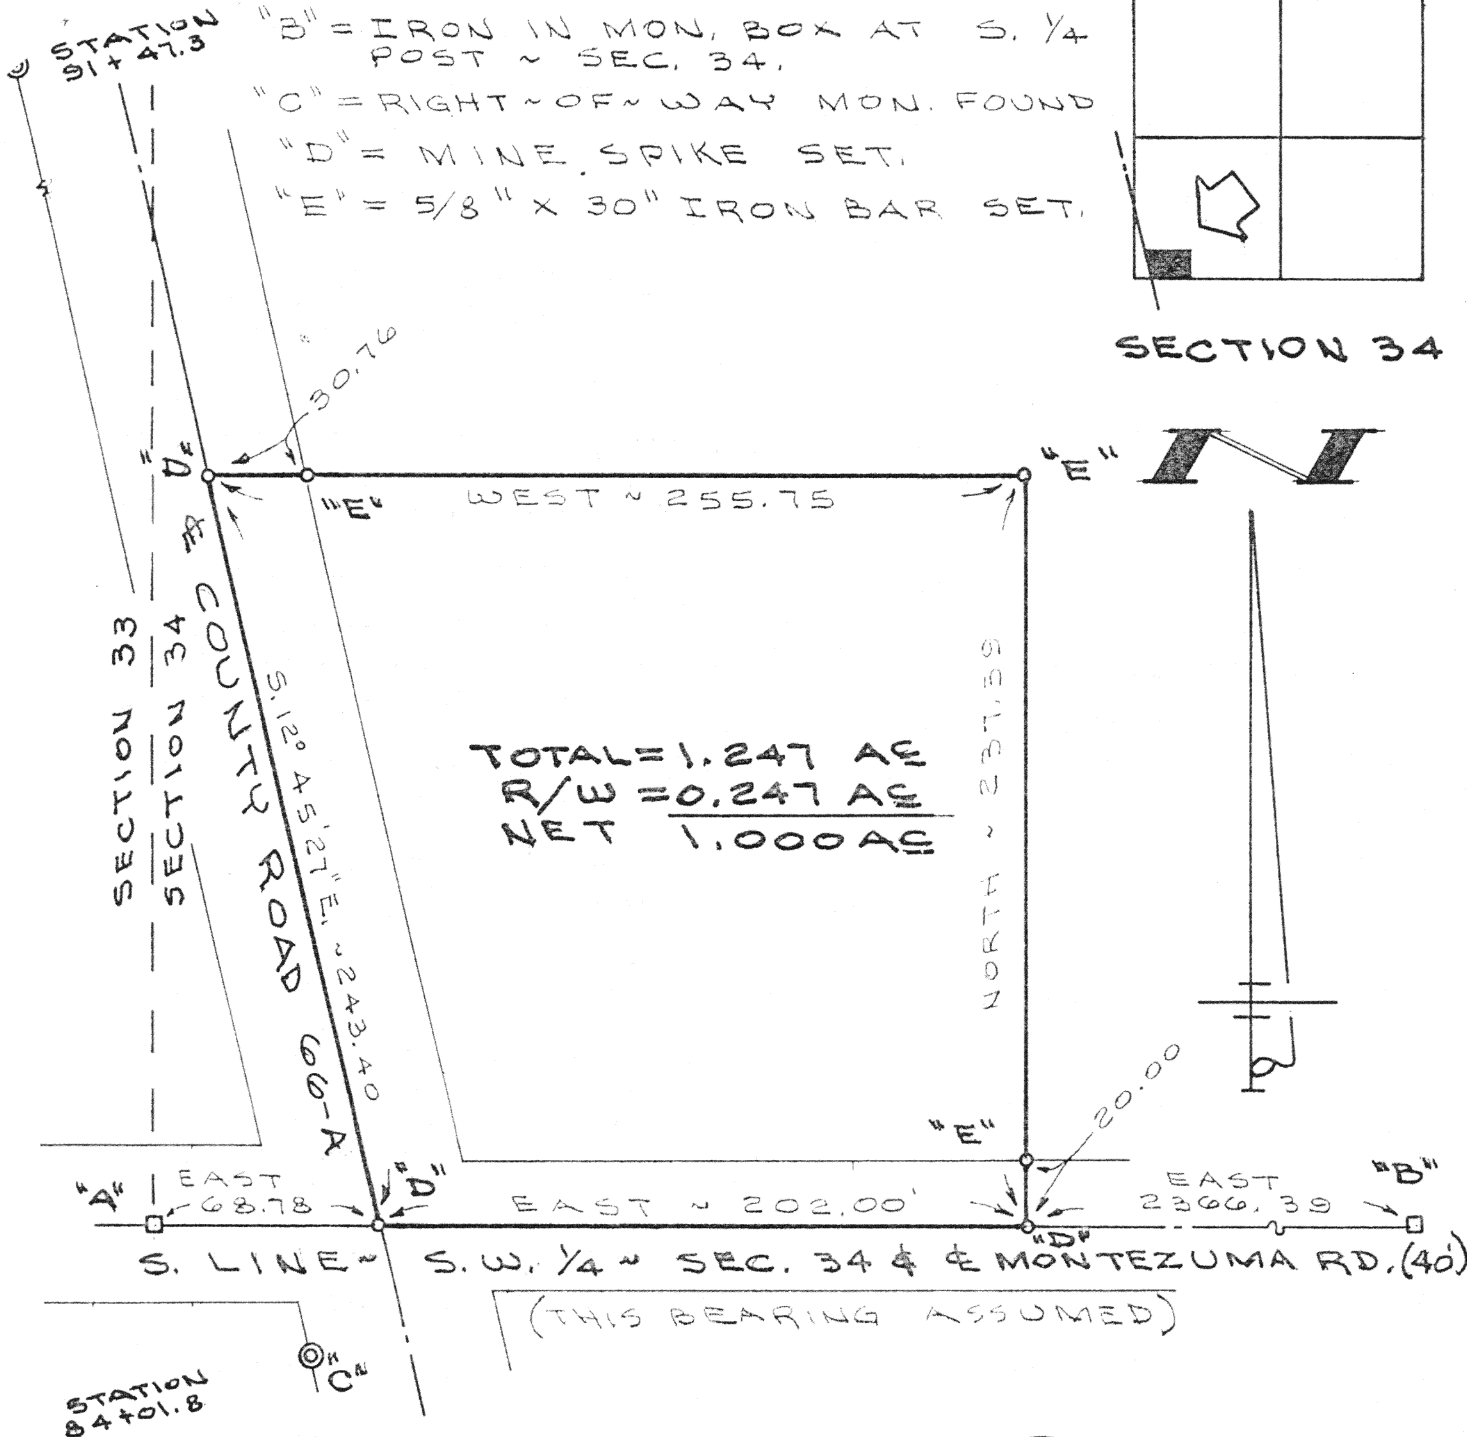 STATION
91+47.3
"B" = IRON IN MON. BOX AT S. 1/4
POST ~ SEC. 34.
"C" = RIGHT~OF~WAY MON. FOUND
"D" = MINE SPIKE SET.
"E" = 5/8" X 30" IRON BAR SET.
SECTION 34
30.76
"D"
"E"
WEST ~ 255.75
"E"
N
SECTION 33
SECTION 34
℄ COUNTY ROAD 66-A
S. 12° 45' 27" E. ~ 243.40
TOTAL = 1.247 AC
R/W = 0.247 AC
NET 1.000 AC
NORTH ~ 237.39
20.00
"E"
"A"
EAST
68.78
"D"
EAST ~ 202.00'
"D"
EAST
2366.39
"B"
S. LINE ~ S.W. 1/4 ~ SEC. 34 & ℄ MONTEZUMA RD. (40')
(THIS BEARING ASSUMED)
"C"
STATION
84+01.8